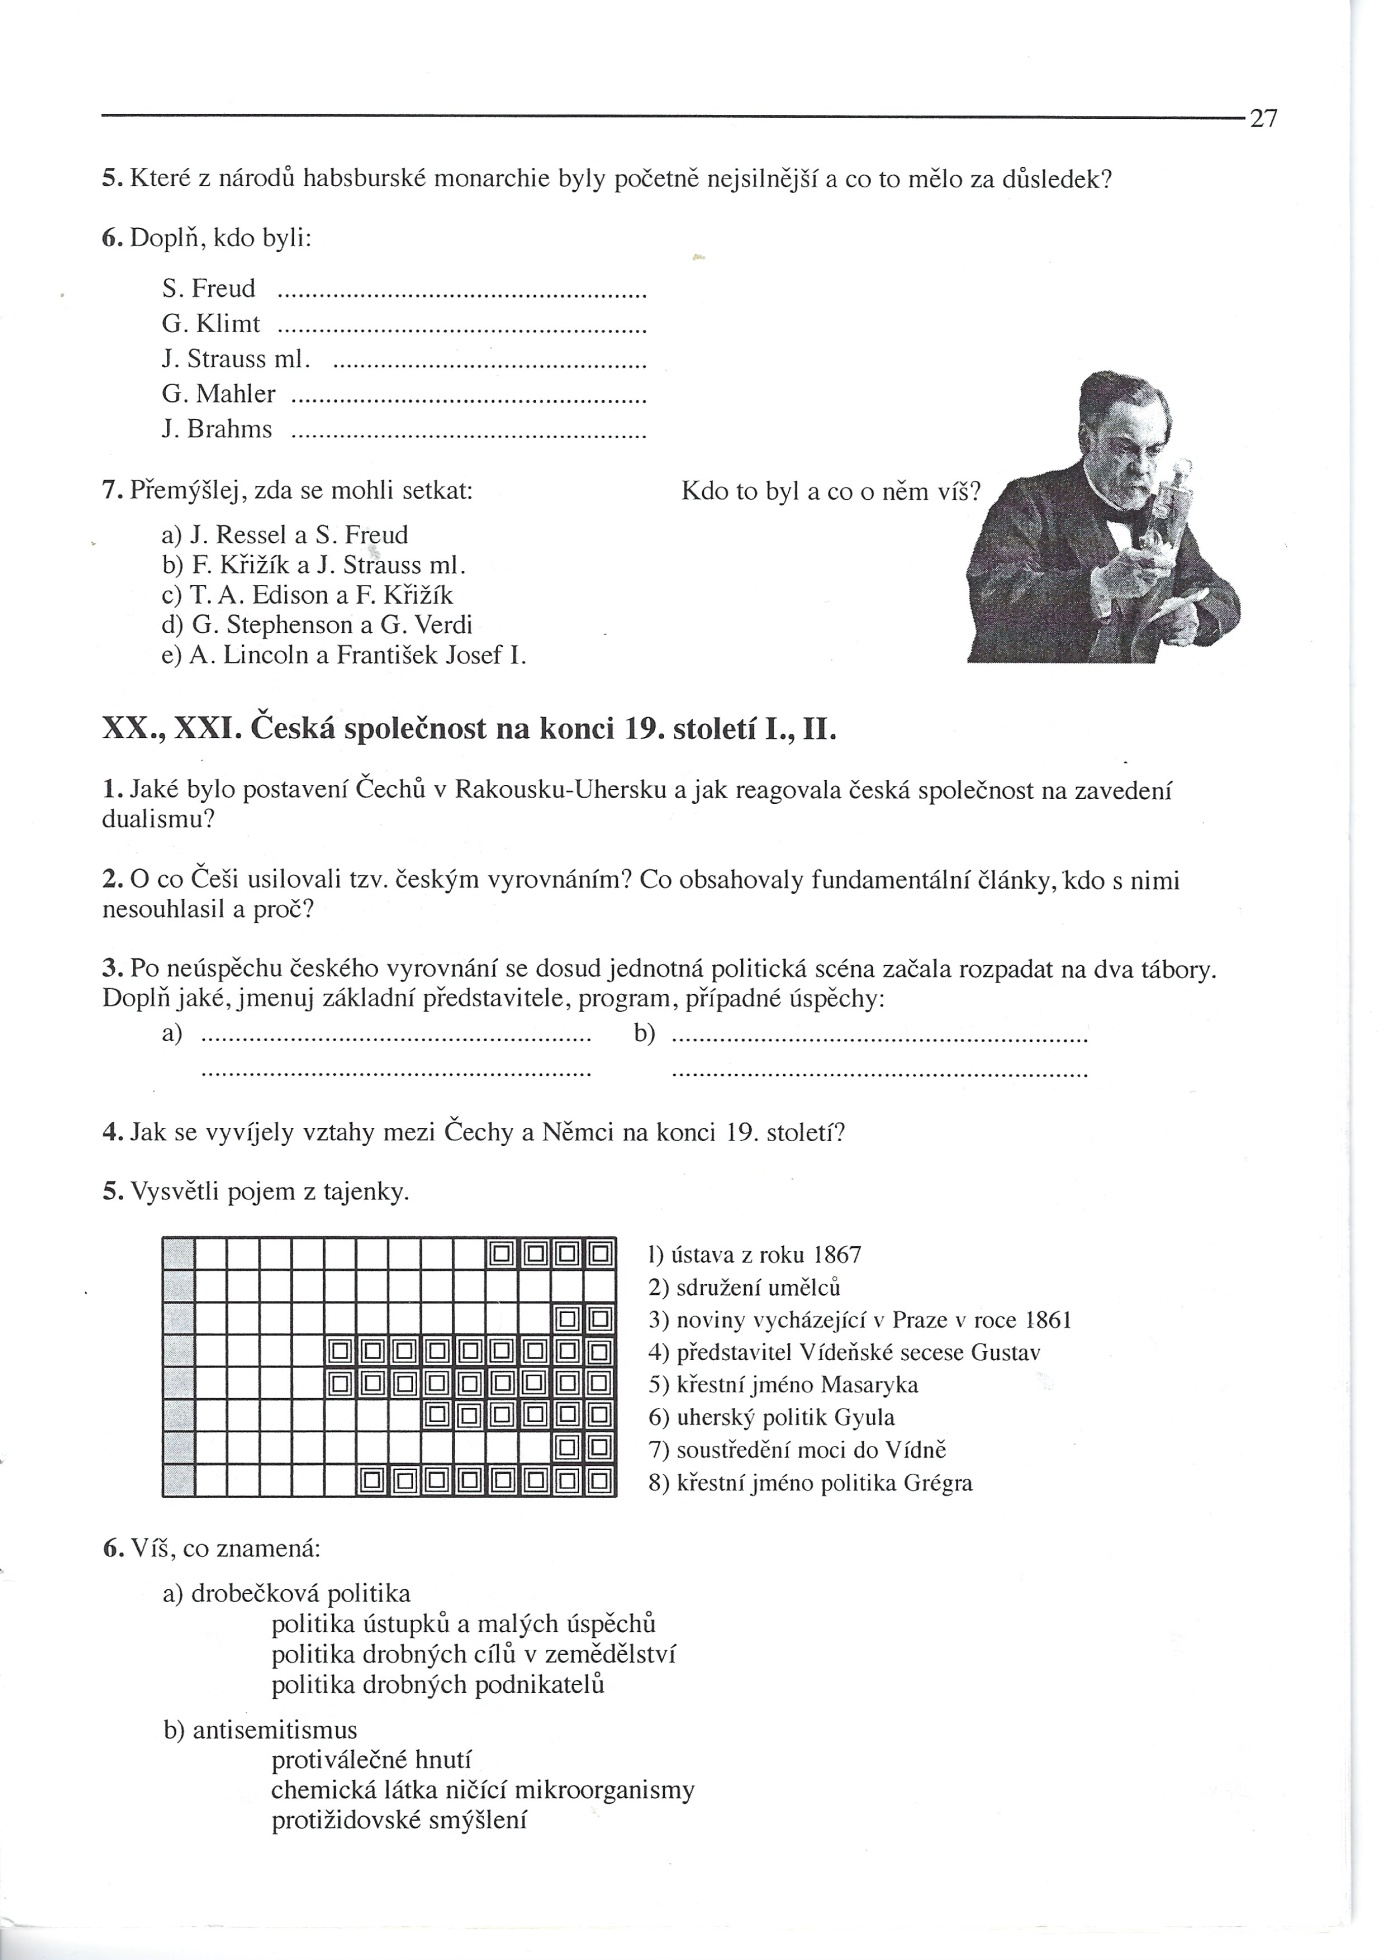 27
5. Které z národů habsburské monarchie byly početně nejsilnější a co to mělo za důsledek?
6. Doplň, kdo byli:
S. Freud ......................................................
G. Klimt ......................................................
J. Strauss ml. ..............................................
G. Mahler ....................................................
J. Brahms ....................................................
7. Přemýšlej, zda se mohli setkat:
Kdo to byl a co o něm víš?
a) J. Ressel a S. Freud
b) F. Křižík a J. Strauss ml.
c) T. A. Edison a F. Křižík
d) G. Stephenson a G. Verdi
e) A. Lincoln a František Josef I.
XX., XXI. Česká společnost na konci 19. století I., II.
1. Jaké bylo postavení Čechů v Rakousku-Uhersku a jak reagovala česká společnost na zavedení
dualismu?
2. O co Češi usilovali tzv. českým vyrovnáním? Co obsahovaly fundamentální články, kdo s nimi
nesouhlasil a proč?
3. Po neúspěchu českého vyrovnání se dosud jednotná politická scéna začala rozpadat na dva tábory.
Doplň jaké, jmenuj základní představitele, program, případné úspěchy:
a) ......................................................... b) .............................................................
......................................................... .............................................................
4. Jak se vyvíjely vztahy mezi Čechy a Němci na konci 19. století?
5. Vysvětli pojem z tajenky.
1) ústava z roku 1867
2) sdružení umělců
3) noviny vycházející v Praze v roce 1861
4) představitel Vídeňské secese Gustav
5) křestní jméno Masaryka
6) uherský politik Gyula
7) soustředění moci do Vídně
8) křestní jméno politika Grégra
6. Víš, co znamená:
a) drobečková politika
politika ústupků a malých úspěchů
politika drobných cílů v zemědělství
politika drobných podnikatelů
b) antisemitismus
protiválečné hnutí
chemická látka ničící mikroorganismy
protižidovské smýšlení